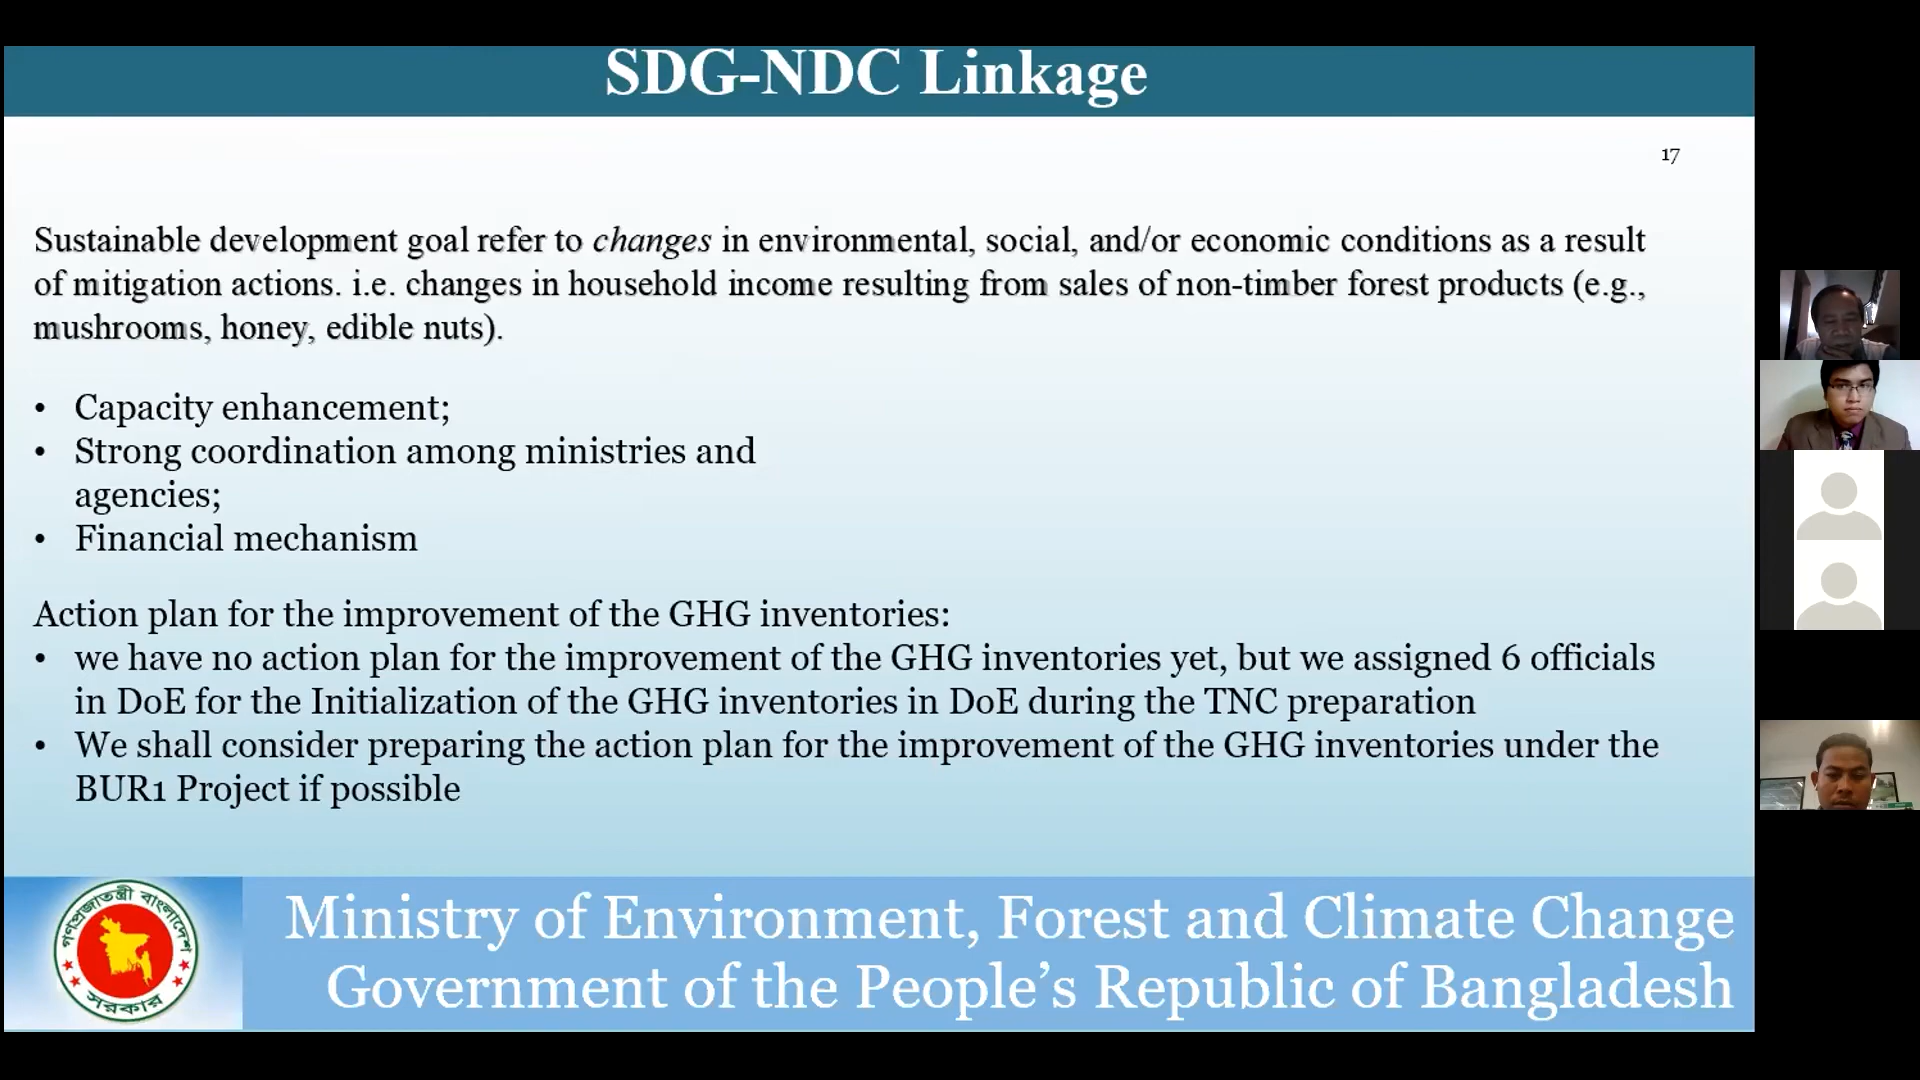 SDG-NDC Linkage
17
Sustainable development goal refer to changes in environmental, social, and/or economic conditions as a result
of mitigation actions. i.e. changes in household income resulting from sales of non-timber forest products (e.g.,
mushrooms, honey, edible nuts).
• Capacity enhancement;
• Strong coordination among ministries and
agencies;
• Financial mechanism
Action plan for the improvement of the GHG inventories:
• we have no action plan for the improvement of the GHG inventories yet, but we assigned 6 officials
in DoE for the Initialization of the GHG inventories in DoE during the TNC preparation
• We shall consider preparing the action plan for the improvement of the GHG inventories under the
BUR1 Project if possible
গণপ্রজাতন্ত্রী বাংলাদেশ
সরকার
Ministry of Environment, Forest and Climate Change
Government of the People's Republic of Bangladesh